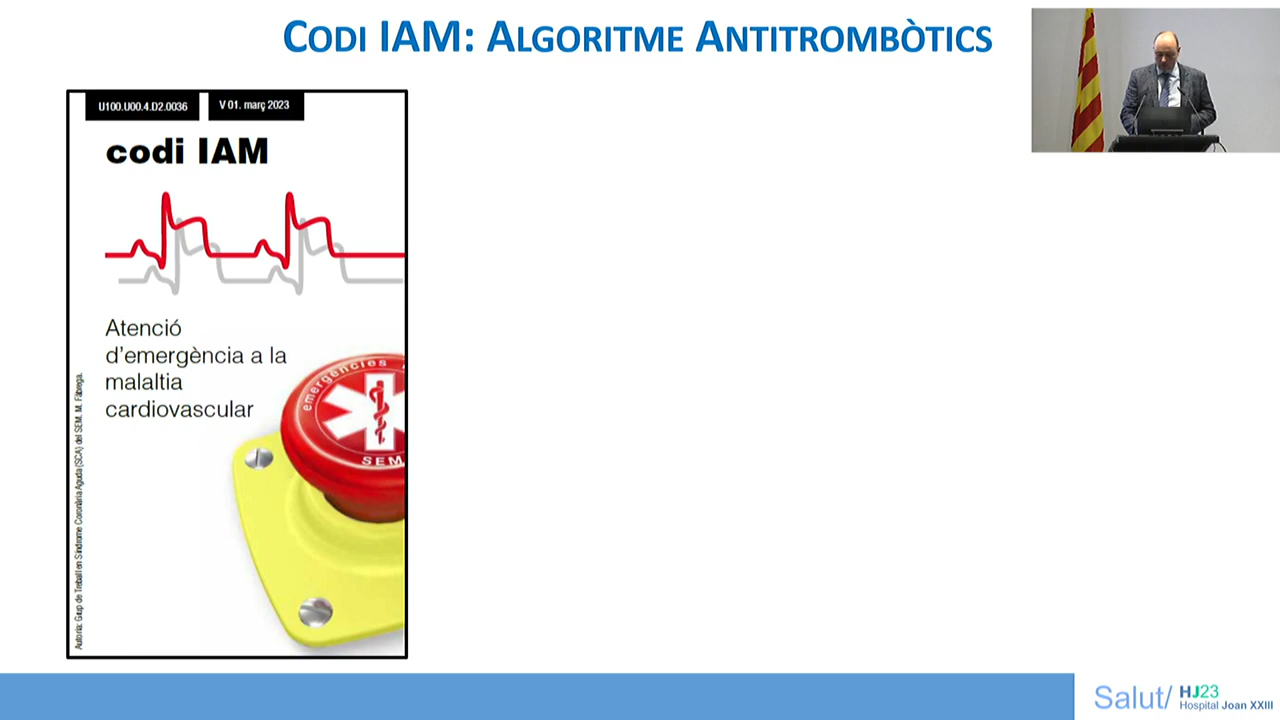 CODI IAM: ALGORITME ANTITROMBÒTICS
U100.U00.4.D2.0036
V 01. març 2023
codi IAM
Atenció
d'emergència a la
malaltia
cardiovascular
emergències
SEM
Autoria: Grup de Treball en Síndrome Coronària Aguda (SCA) del SEM. M. Fàbrega.
Salut/ HJ23
Hospital Joan XXIII